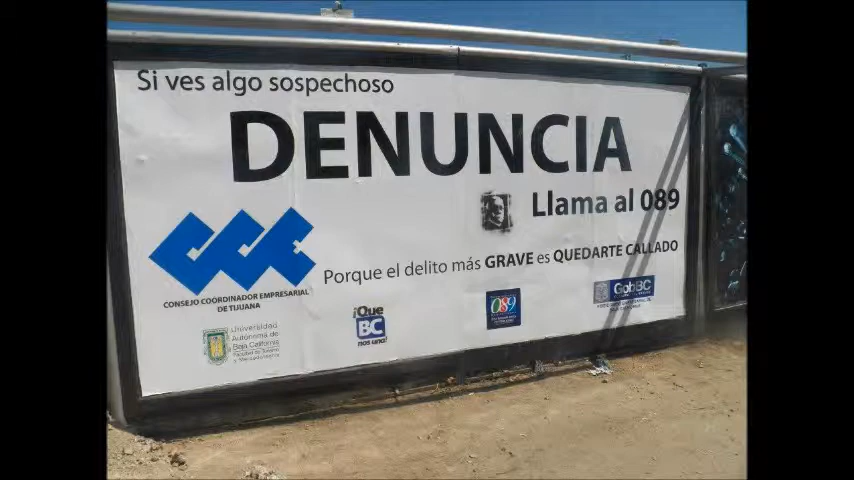 Si ves algo sospechoso
DENUNCIA
Llama al 089
Porque el delito más GRAVE es QUEDARTE CALLADO
CONSEJO COORDINADOR EMPRESARIAL
DE TIJUANA
Universidad
Autónoma de
Baja California
¡Que
BC
nos una!
089
GobBC